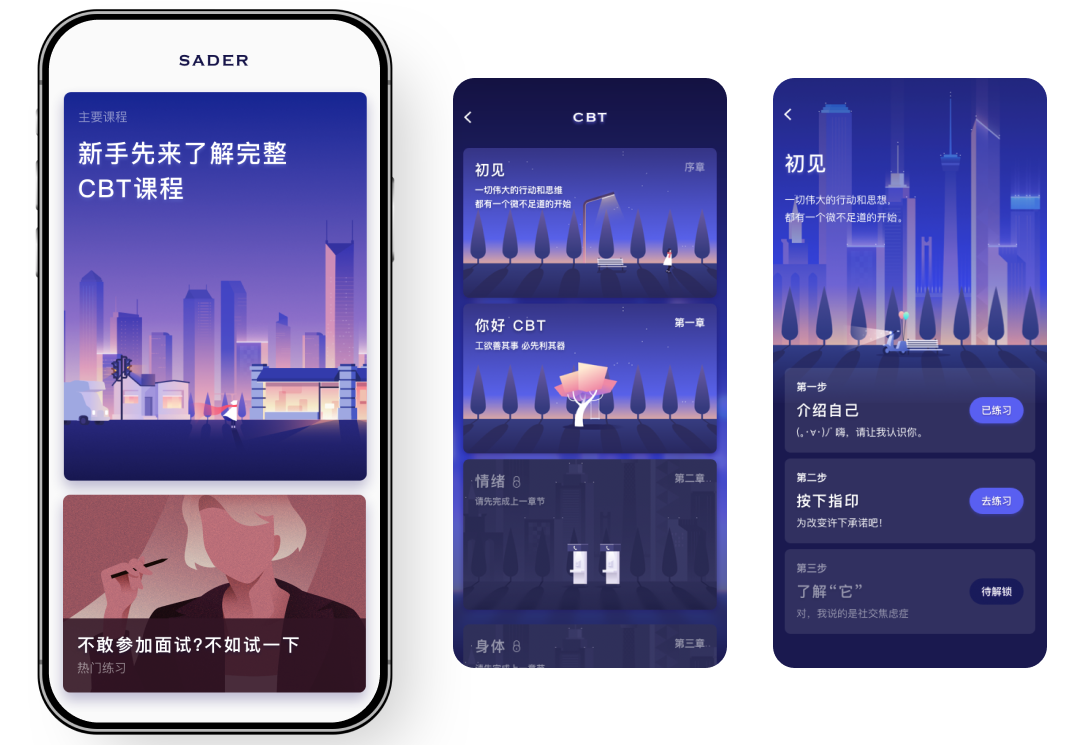 SADER
主要课程
新手先来了解完整
CBT课程
不敢参加面试?不如试一下
热门练习
CBT
初见
序章
一切伟大的行动和思维
都有一个微不足道的开始
你好 CBT
第一章
工欲善其事 必先利其器
情绪
第二章
请先完成上一章节
身体
第三章
请先完成上一章节
初见
一切伟大的行动和思想,
都有一个微不足道的开始。
第一步
介绍自己
已练习
(｡･∀･)ﾉﾞ嗨，请让我认识你。
第二步
按下指印
去练习
为改变许下承诺吧!
第三步
了解“它”
待解锁
对，我说的是社交焦虑症